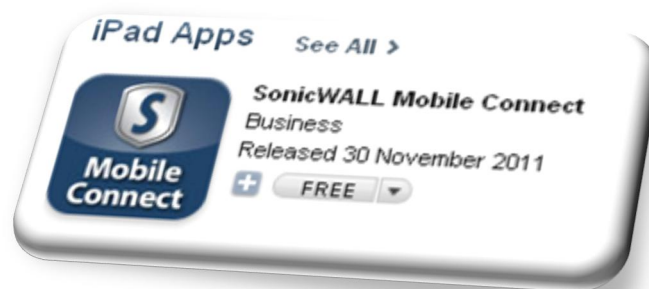 iPad Apps See All >
S
Mobile
Connect
SonicWALL Mobile Connect
Business
Released 30 November 2011
+ FREE